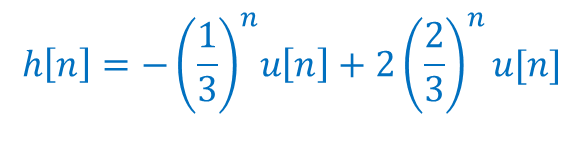 h[n] = −(1/3)ⁿ u[n] + 2(2/3)ⁿ u[n]